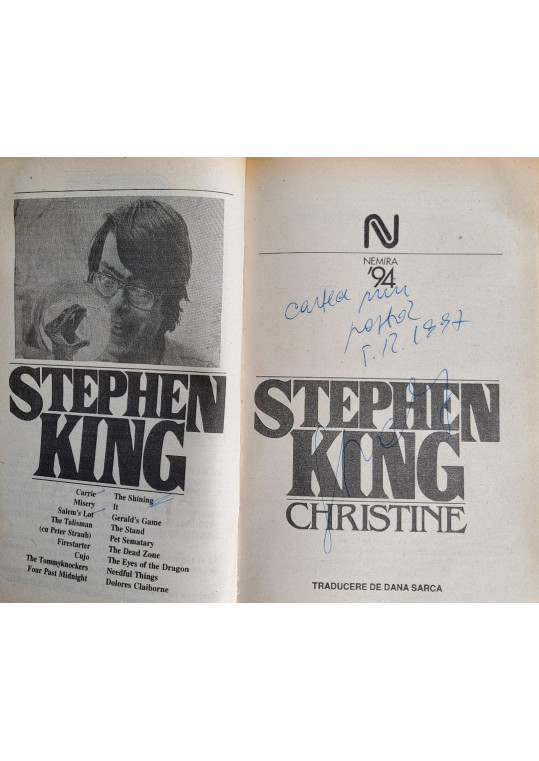 STEPHEN
KING
Carrie
Misery
Salem's Lot
The Talisman
(cu Peter Straub)
Firestarter
Cujo
The Tommyknockers
Four Past Midnight
The Shining
It
Gerald's Game
The Stand
Pet Sematary
The Dead Zone
The Eyes of the Dragon
Needful Things
Dolores Claiborne
N
NEMIRA
'94
cartea prin
poștă
5.12.1997
STEPHEN
KING
CHRISTINE
TRADUCERE DE DANA SARCA